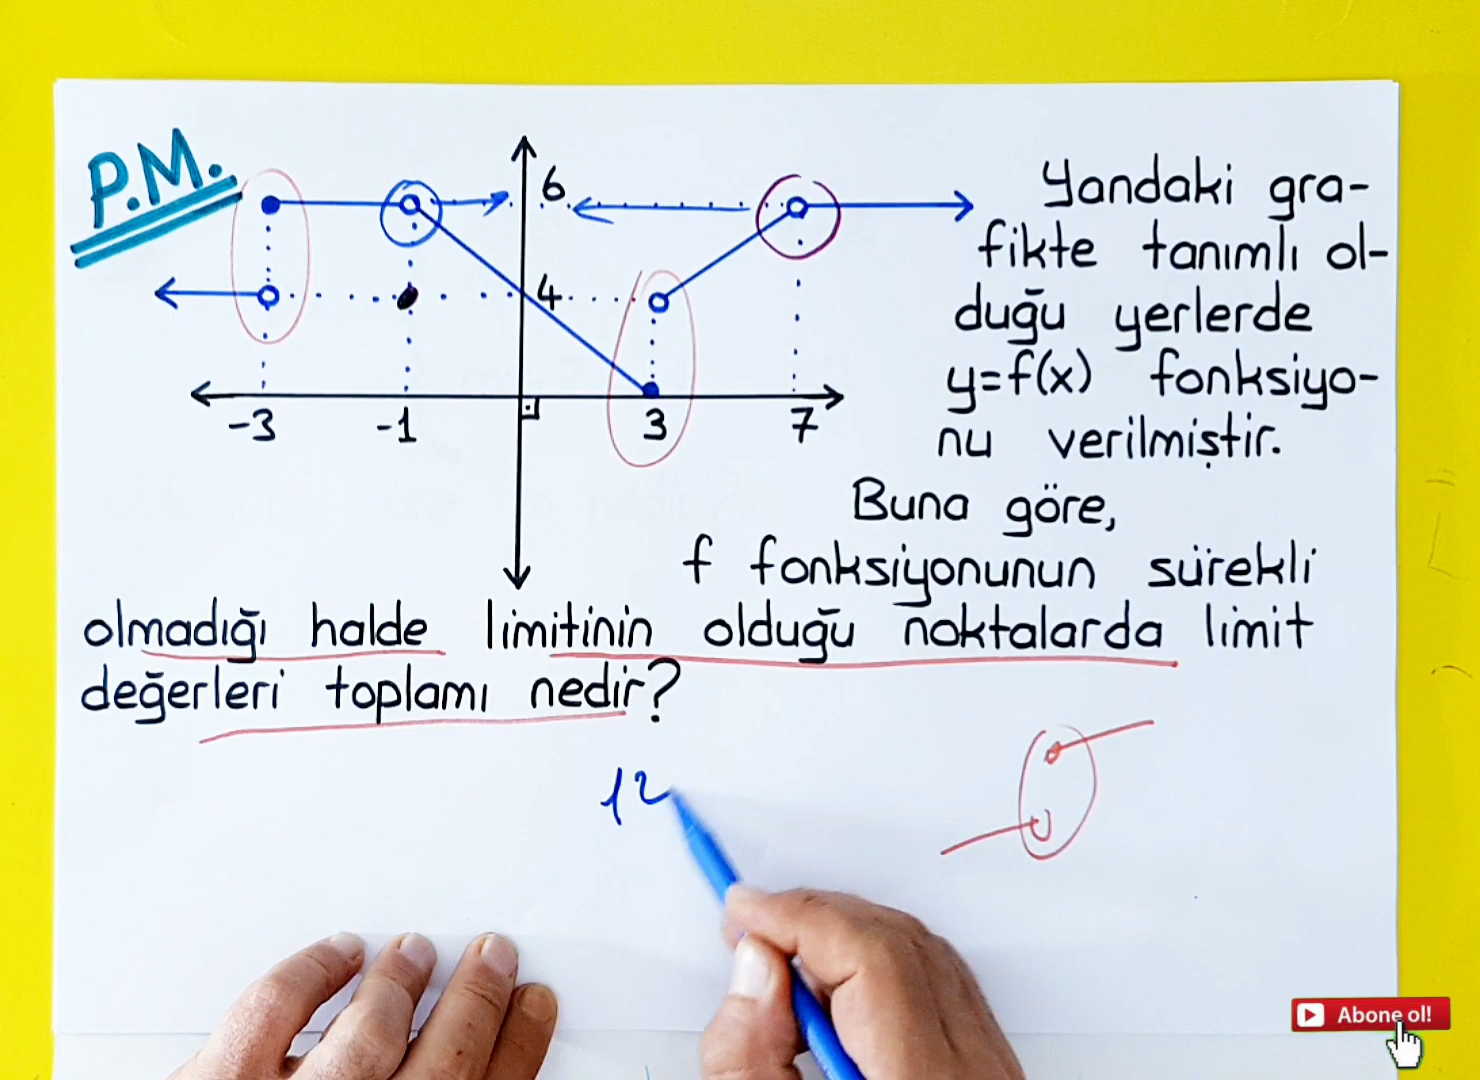 P.M.
6
4
-3
-1
3
7
Yandaki gra-
fikte tanımlı ol-
duğu yerlerde
y=f(x) fonksiyo-
nu verilmiştir.
Buna göre,
f fonksiyonunun sürekli
olmadığı halde limitinin olduğu noktalarda limit
değerleri toplamı nedir?
12
Abone ol!